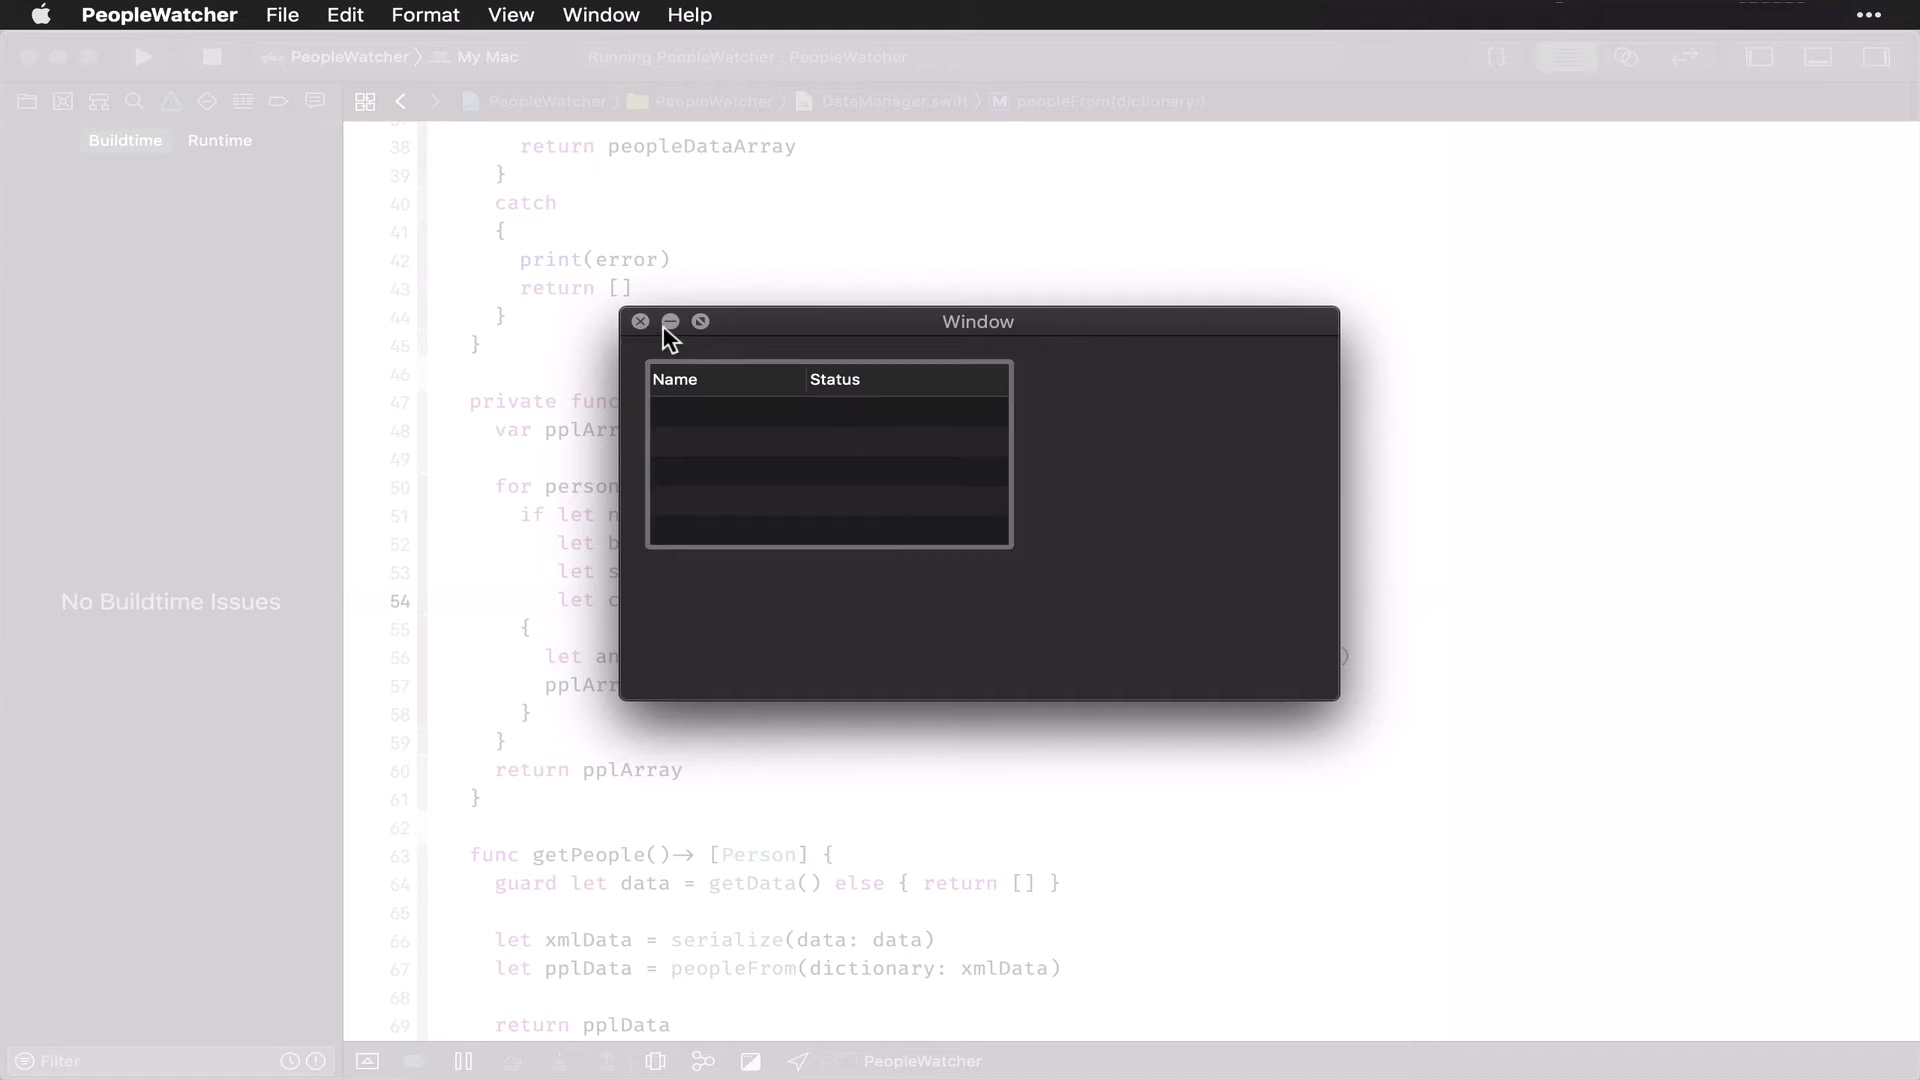 PeopleWatcher File Edit Format View Window Help
PeopleWatcher My Mac Running PeopleWatcher : PeopleWatcher
PeopleWatcher PeopleWatcher DataManager.swift M peopleFrom(dictionary:)
Buildtime Runtime
No Buildtime Issues
38 return peopleDataArray
39 }
40 catch
41 {
42 print(error)
43 return []
44 }
45 }
46
47 private func
48 var pplArr
49
50 for person
51 if let n
52 let b
53 let s
54 let c
55 {
56 let an )
57 pplArr
58 }
59 }
60 return pplArray
61 }
62
63 func getPeople()→ [Person] {
64 guard let data = getData() else { return [] }
65
66 let xmlData = serialize(data: data)
67 let pplData = peopleFrom(dictionary: xmlData)
68
69 return pplData
Window
Name Status
Filter PeopleWatcher